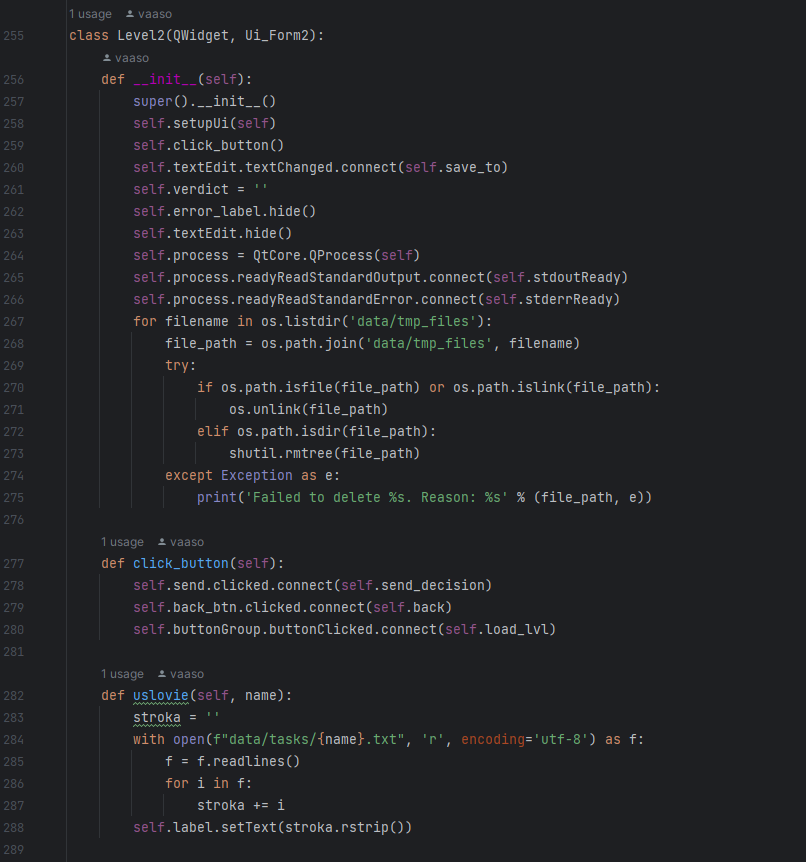 1 usage vaaso
255 class Level2(QWidget, Ui_Form2):
vaaso
256 def __init__(self):
257 super().__init__()
258 self.setupUi(self)
259 self.click_button()
260 self.textEdit.textChanged.connect(self.save_to)
261 self.verdict = ''
262 self.error_label.hide()
263 self.textEdit.hide()
264 self.process = QtCore.QProcess(self)
265 self.process.readyReadStandardOutput.connect(self.stdoutReady)
266 self.process.readyReadStandardError.connect(self.stderrReady)
267 for filename in os.listdir('data/tmp_files'):
268 file_path = os.path.join('data/tmp_files', filename)
269 try:
270 if os.path.isfile(file_path) or os.path.islink(file_path):
271 os.unlink(file_path)
272 elif os.path.isdir(file_path):
273 shutil.rmtree(file_path)
274 except Exception as e:
275 print('Failed to delete %s. Reason: %s' % (file_path, e))
276
1 usage vaaso
277 def click_button(self):
278 self.send.clicked.connect(self.send_decision)
279 self.back_btn.clicked.connect(self.back)
280 self.buttonGroup.buttonClicked.connect(self.load_lvl)
281
1 usage vaaso
282 def uslovie(self, name):
283 stroka = ''
284 with open(f"data/tasks/{name}.txt", 'r', encoding='utf-8') as f:
285 f = f.readlines()
286 for i in f:
287 stroka += i
288 self.label.setText(stroka.rstrip())
289